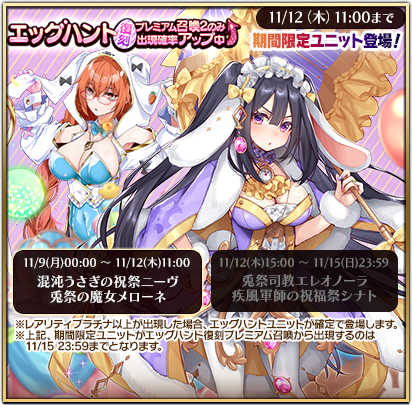 エッグハント復刻
プレミアム召喚2のみ
出現確率アップ中!
11/12 (木) 11:00まで
期間限定ユニット登場!
11/9(月)00:00 ~ 11/12(木)11:00
混沌うさぎの祝祭ニーヴ
兎祭の魔女メローネ
11/12(木)15:00 ~ 11/15(日)23:59
兎祭司教エレオノーラ
疾風軍師の祝福祭シナト
※レアリティプラチナ以上が出現した場合、エッグハントユニットが確定で登場します。
※上記、期間限定ユニットがエッグハント復刻プレミアム召喚から出現するのは
11/15 23:59までとなります。